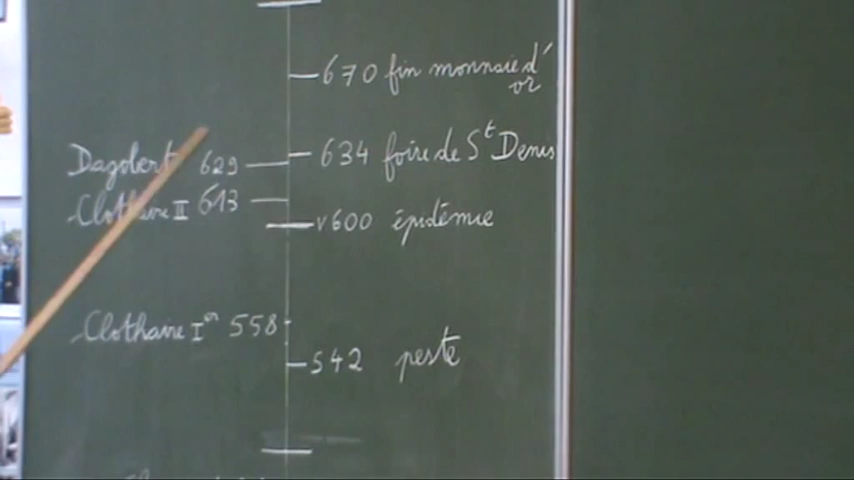 670 fin monnaie d'
or
Dagobert 629
634 foire de St Denis
Clothaire II 613
v600 épidémie
Clothaire Ier 558
542 peste